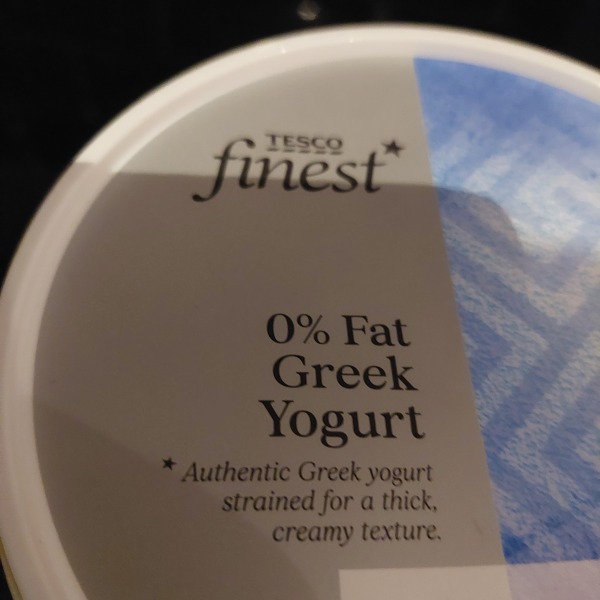 TESCO
finest*
0% Fat
Greek
Yogurt
* Authentic Greek yogurt
strained for a thick,
creamy texture.